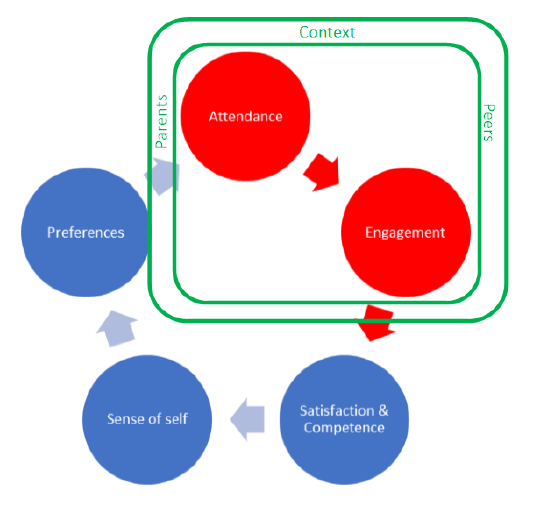 Context
Parents
Peers
Attendance
Engagement
Preferences
Sense of self
Satisfaction &
Competence